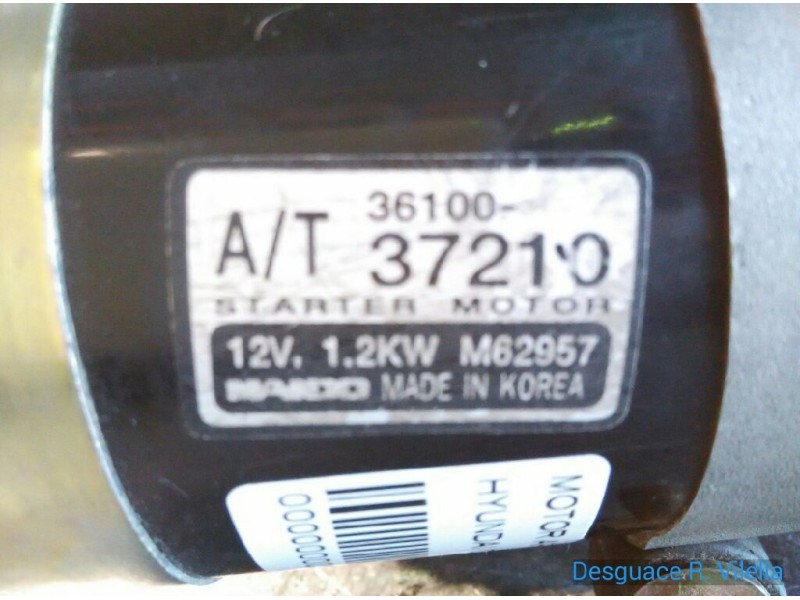 A/T 36100-
37210
STARTER MOTOR
12V, 1.2KW M62957
MANDO MADE IN KOREA
MOTOR
HYUNDA
Desguace R. Vilella